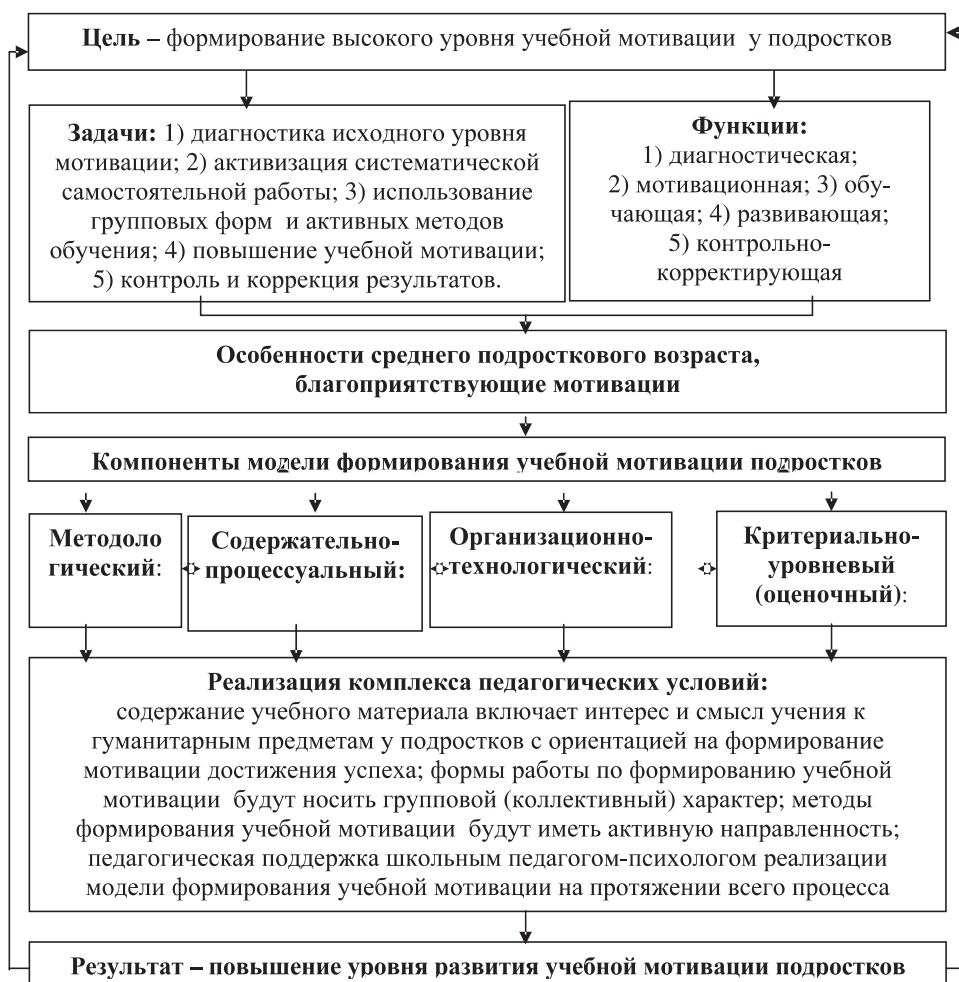 Цель – формирование высокого уровня учебной мотивации у подростков
Задачи: 1) диагностика исходного уровня
мотивации; 2) активизация систематической
самостоятельной работы; 3) использование
групповых форм и активных методов
обучения; 4) повышение учебной мотивации;
5) контроль и коррекция результатов.
Функции:
1) диагностическая;
2) мотивационная; 3) обу-
чающая; 4) развивающая;
5) контрольно-
корректирующая
Особенности среднего подросткового возраста,
благоприятствующие мотивации
Компоненты модели формирования учебной мотивации подростков
Методоло
гический:
Содержательно-
процессуальный:
Организационно-
технологический:
Критериально-
уровневый
(оценочный):
Реализация комплекса педагогических условий:
содержание учебного материала включает интерес и смысл учения к
гуманитарным предметам у подростков с ориентацией на формирование
мотивации достижения успеха; формы работы по формированию учебной
мотивации будут носить групповой (коллективный) характер; методы
формирования учебной мотивации будут иметь активную направленность;
педагогическая поддержка школьным педагогом-психологом реализации
модели формирования учебной мотивации на протяжении всего процесса
Результат – повышение уровня развития учебной мотивации подростков